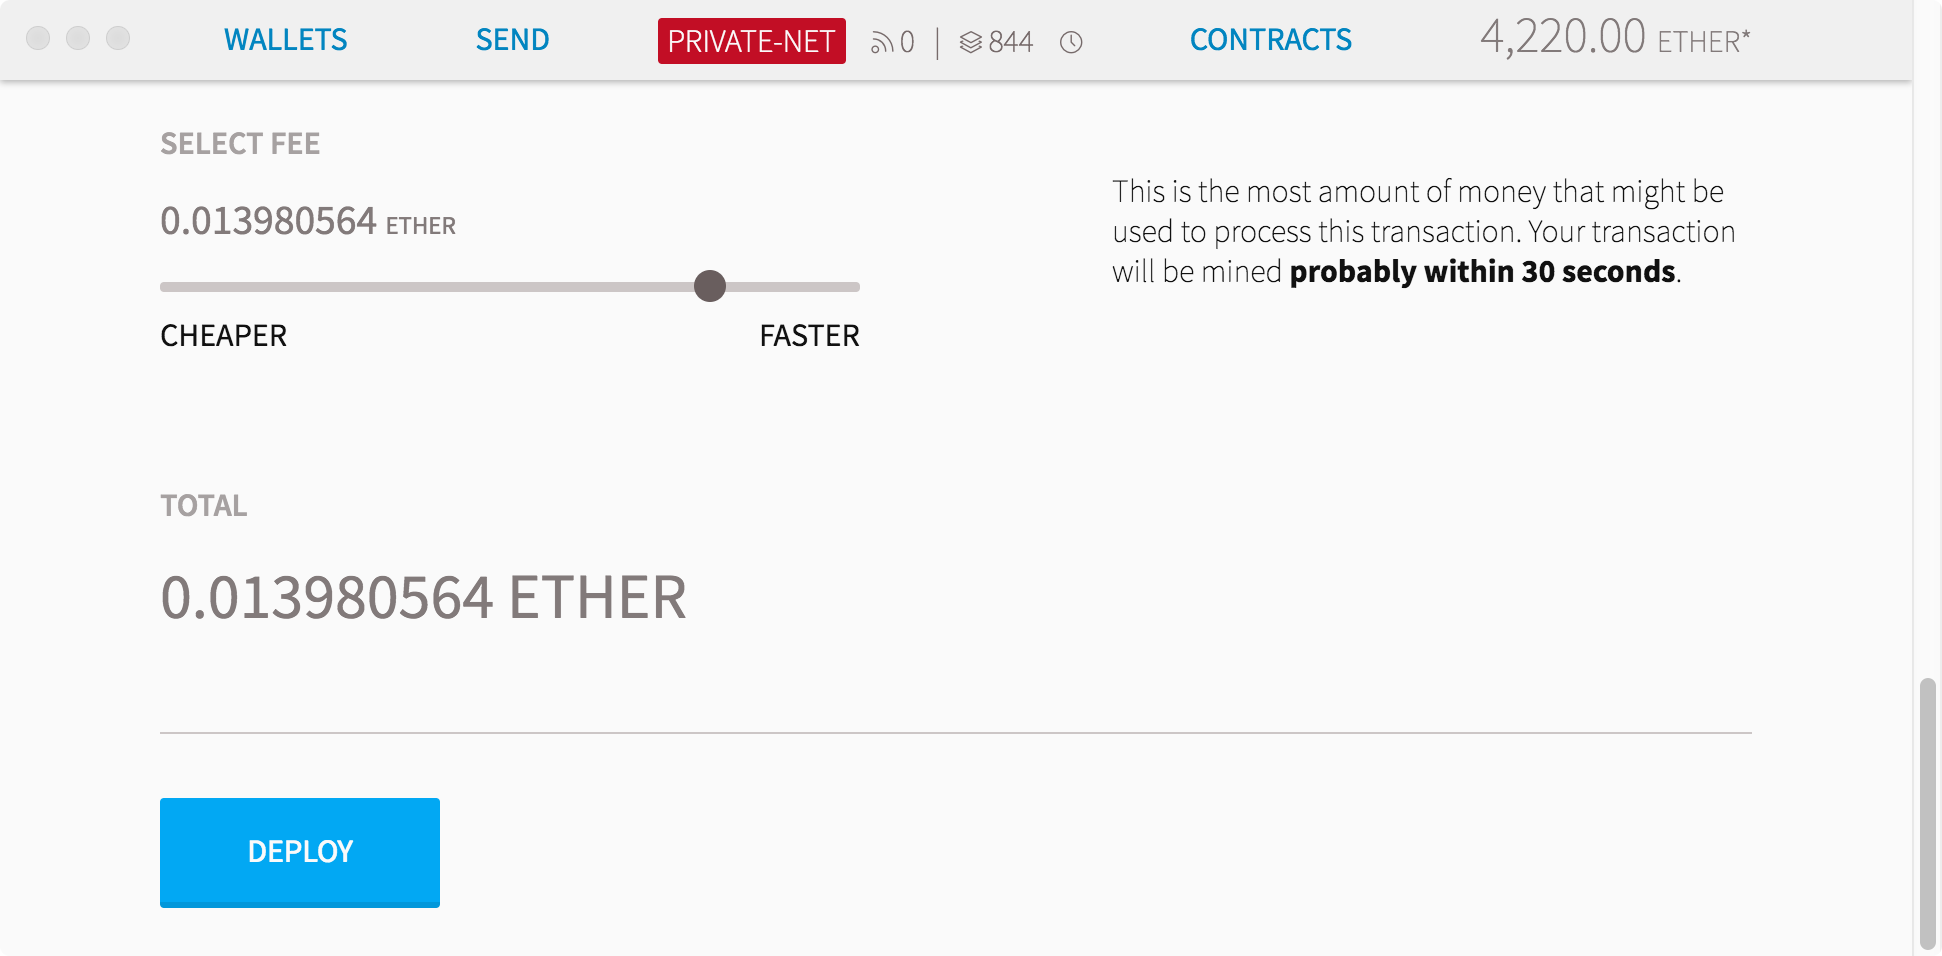 WALLETS SEND PRIVATE-NET 0 | 844 CONTRACTS 4,220.00 ETHER*
SELECT FEE
0.013980564 ETHER
CHEAPER FASTER
This is the most amount of money that might be
used to process this transaction. Your transaction
will be mined probably within 30 seconds.
TOTAL
0.013980564 ETHER
DEPLOY